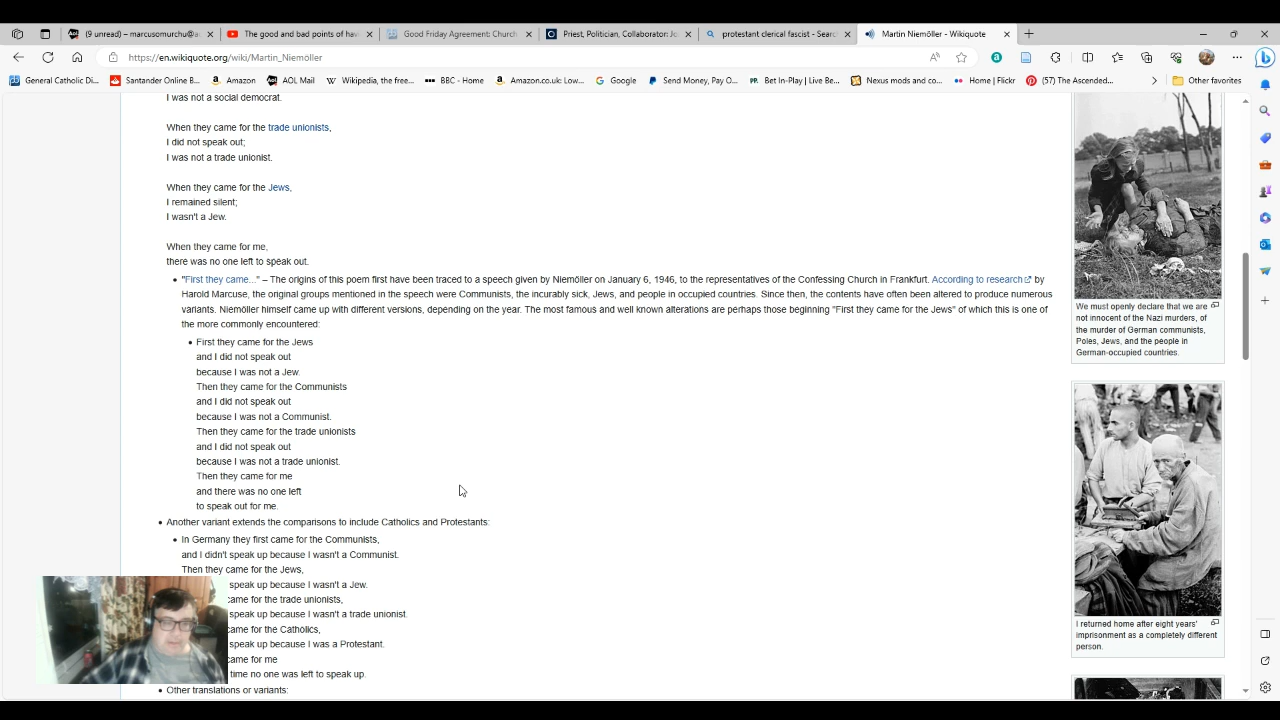 (9 unread) – marcusomurchu@a
The good and bad points of hav
Good Friday Agreement: Church
Priest, Politician, Collaborator: Jo
protestant clerical fascist - Searc
Martin Niemöller - Wikiquote
https://en.wikiquote.org/wiki/Martin_Niemöller
General Catholic Di...
Santander Online B...
Amazon
AOL Mail
Wikipedia, the free...
BBC - Home
Amazon.co.uk: Low...
Google
Send Money, Pay O...
Bet In-Play | Live Be...
Nexus mods and co...
Home | Flickr
(57) The Ascended...
Other favorites
I was not a social democrat.
When they came for the trade unionists,
I did not speak out;
I was not a trade unionist.
When they came for the Jews,
I remained silent;
I wasn't a Jew.
When they came for me,
there was no one left to speak out.
"First they came..." – The origins of this poem first have been traced to a speech given by Niemöller on January 6, 1946, to the representatives of the Confessing Church in Frankfurt. According to research by
Harold Marcuse, the original groups mentioned in the speech were Communists, the incurably sick, Jews, and people in occupied countries. Since then, the contents have often been altered to produce numerous
variants. Niemöller himself came up with different versions, depending on the year. The most famous and well known alterations are perhaps those beginning "First they came for the Jews" of which this is one of
the more commonly encountered:
First they came for the Jews
and I did not speak out
because I was not a Jew.
Then they came for the Communists
and I did not speak out
because I was not a Communist.
Then they came for the trade unionists
and I did not speak out
because I was not a trade unionist.
Then they came for me
and there was no one left
to speak out for me.
Another variant extends the comparisons to include Catholics and Protestants:
In Germany they first came for the Communists,
and I didn't speak up because I wasn't a Communist.
Then they came for the Jews,
speak up because I wasn't a Jew.
came for the trade unionists,
speak up because I wasn't a trade unionist.
came for the Catholics,
speak up because I was a Protestant.
came for me
time no one was left to speak up.
Other translations or variants:
We must openly declare that we are
not innocent of the Nazi murders, of
the murder of German communists,
Poles, Jews, and the people in
German-occupied countries.
I returned home after eight years'
imprisonment as a completely different
person.